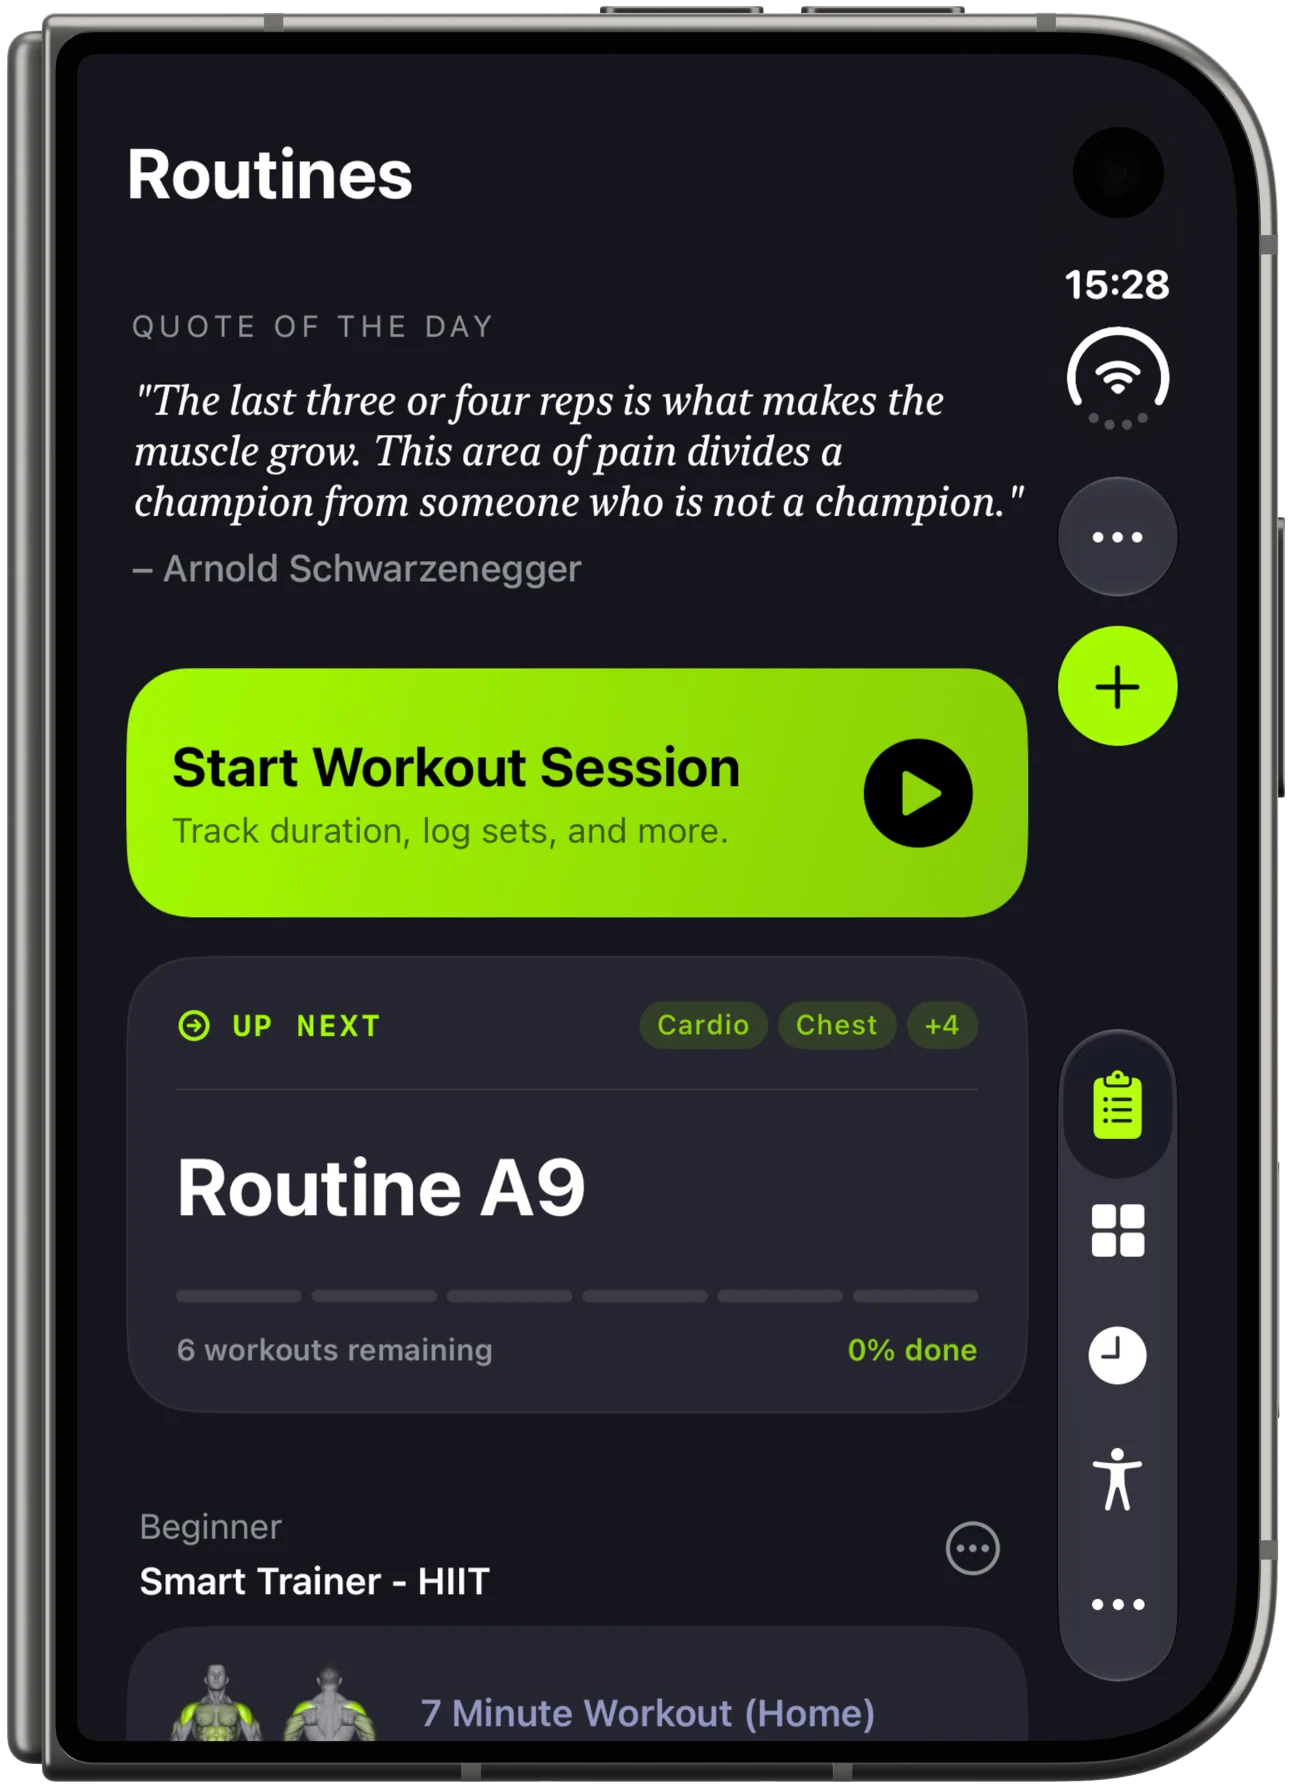 Routines
15:28
QUOTE OF THE DAY
"The last three or four reps is what makes the
muscle grow. This area of pain divides a
champion from someone who is not a champion."
– Arnold Schwarzenegger
Start Workout Session
Track duration, log sets, and more.
UP NEXT
Cardio
Chest
+4
Routine A9
6 workouts remaining
0% done
Beginner
Smart Trainer - HIIT
7 Minute Workout (Home)